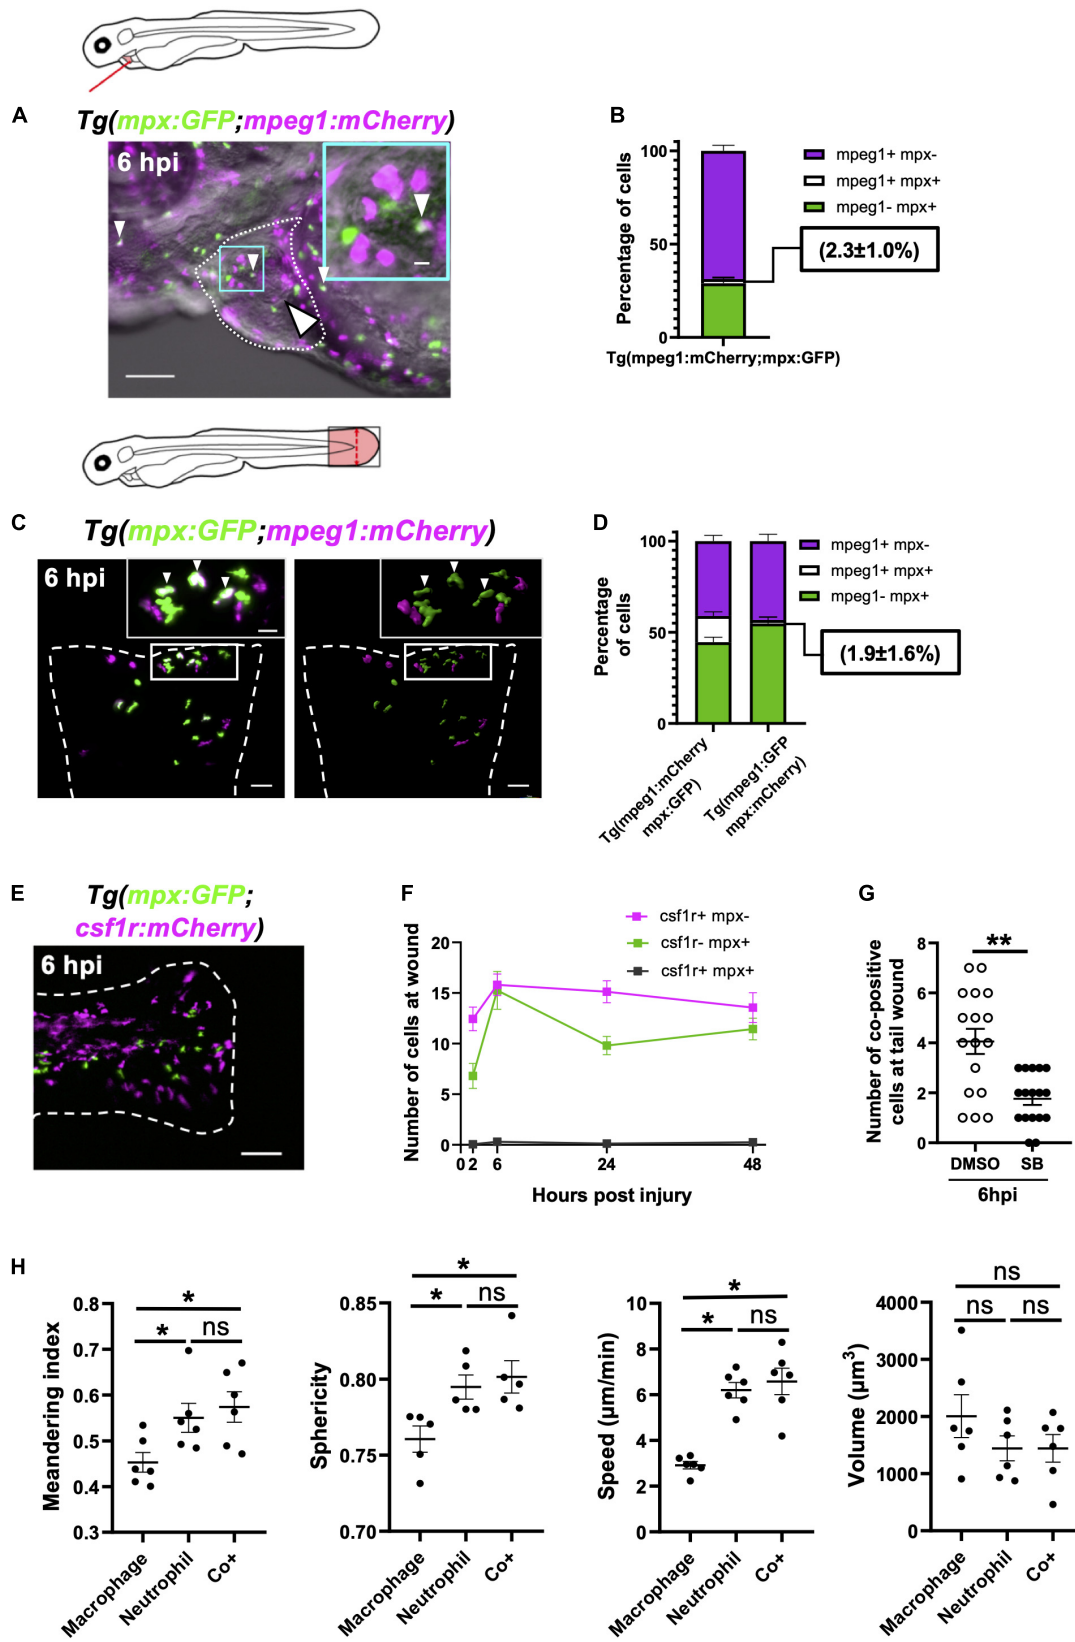 A
Tg(mpx:GFP;mpeg1:mCherry)
6 hpi
B
Percentage of cells
100
50
0
mpeg1+ mpx-
mpeg1+ mpx+
mpeg1- mpx+
(2.3±1.0%)
Tg(mpeg1:mCherry;mpx:GFP)
C
Tg(mpx:GFP;mpeg1:mCherry)
6 hpi
D
Percentage
of cells
100
50
0
mpeg1+ mpx-
mpeg1+ mpx+
mpeg1- mpx+
(1.9±1.6%)
Tg(mpeg1:mCherry
mpx:GFP)
Tg(mpeg1:GFP
mpx:mCherry)
E
Tg(mpx:GFP;
csf1r:mCherry)
6 hpi
F
Number of cells at wound
20
15
10
5
0
csf1r+ mpx-
csf1r- mpx+
csf1r+ mpx+
0 2 6 24 48
Hours post injury
G
Number of co-positive
cells at tail wound
8
6
4
2
0
**
DMSO SB
6hpi
H
Meandering index
0.8
0.7
0.6
0.5
0.4
0.3
*
* ns
Macrophage
Neutrophil
Co+
Sphericity
0.85
0.80
0.75
0.70
*
* ns
Macrophage
Neutrophil
Co+
Speed (µm/min)
10
8
6
4
2
0
*
* ns
Macrophage
Neutrophil
Co+
Volume (µm³)
4000
3000
2000
1000
0
ns
ns ns
Macrophage
Neutrophil
Co+